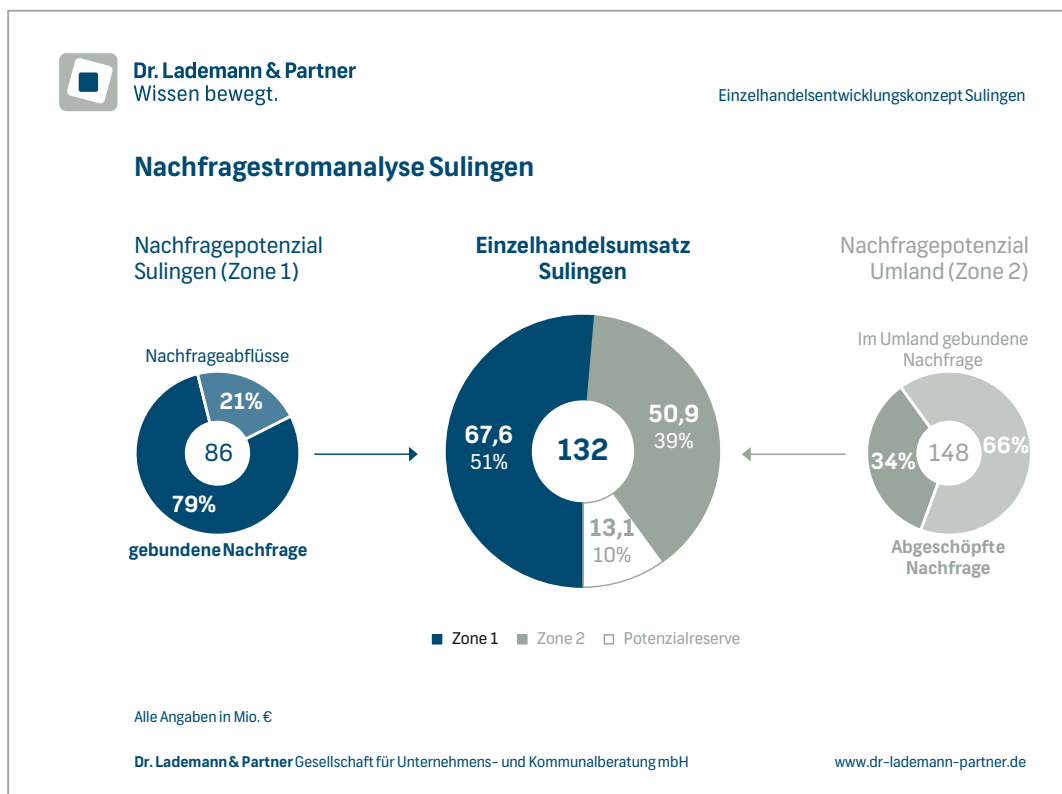 Dr. Lademann & Partner
Wissen bewegt.
Einzelhandelsentwicklungskonzept Sulingen
Nachfragestromanalyse Sulingen
Nachfragepotenzial
Sulingen (Zone 1)
Einzelhandelsumsatz
Sulingen
Nachfragepotenzial
Umland (Zone 2)
Nachfrageabflüsse
21%
86
79%
gebundene Nachfrage
67,6
51%
132
50,9
39%
13,1
10%
Im Umland gebundene
Nachfrage
34%
148
66%
Abgeschöpfte
Nachfrage
Zone 1
Zone 2
Potenzialreserve
Alle Angaben in Mio. €
Dr. Lademann & Partner Gesellschaft für Unternehmens- und Kommunalberatung mbH
www.dr-lademann-partner.de